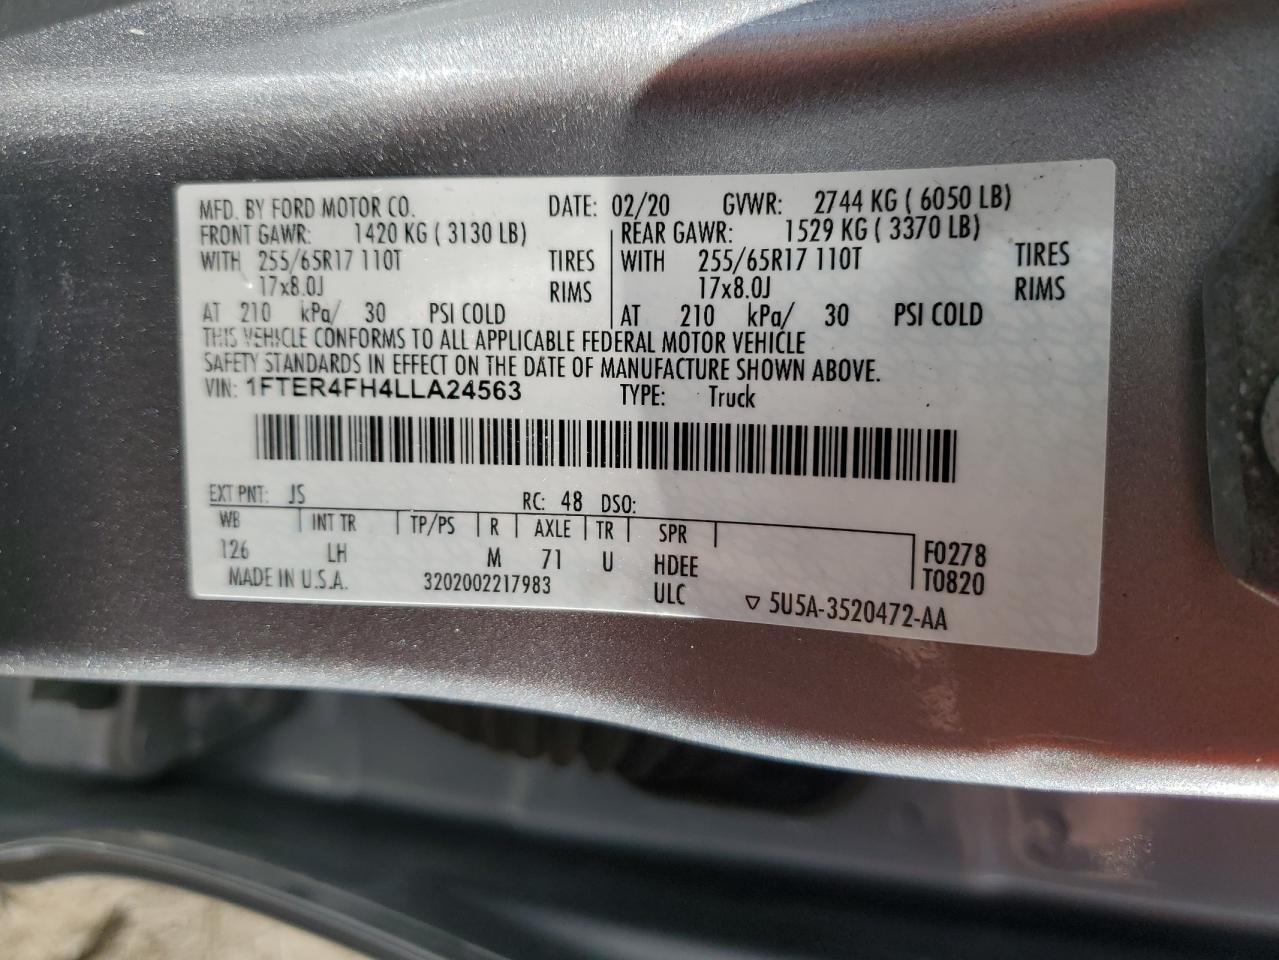 MFD. BY FORD MOTOR CO. DATE: 02/20 GVWR: 2744 KG ( 6050 LB)
FRONT GAWR: 1420 KG ( 3130 LB) REAR GAWR: 1529 KG ( 3370 LB)
WITH 255/65R17 110T TIRES WITH 255/65R17 110T TIRES
17x8.0J RIMS 17x8.0J RIMS
AT 210 kPa/ 30 PSI COLD AT 210 kPa/ 30 PSI COLD
THIS VEHICLE CONFORMS TO ALL APPLICABLE FEDERAL MOTOR VEHICLE
SAFETY STANDARDS IN EFFECT ON THE DATE OF MANUFACTURE SHOWN ABOVE.
VIN: 1FTER4FH4LLA24563 TYPE: Truck
EXT PNT: JS RC: 48 DSO:
WB INT TR TP/PS R AXLE TR SPR F0278
126 LH M 71 U HDEE T0820
MADE IN U.S.A. 3202002217983 ULC ▽ 5U5A-3520472-AA